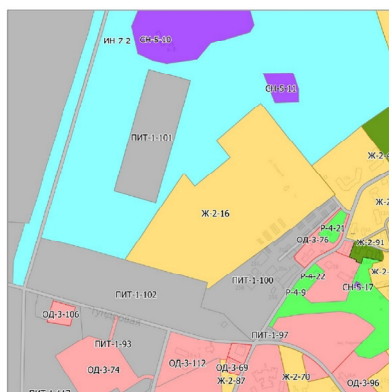 СН-5-10
ИН-7-2
СН-5-11
ПИТ-1-101
Ж-2-16
Р-4-21
ОД-3-76
Ж-2-91
ПИТ-1-100
Р-4-22
СН-5-17
Р-4-9
ПИТ-1-102
ОД-3-106
ПИТ-1-97
ПИТ-1-93
ОД-3-112
ОД-3-69
ОД-3-74
Ж-2-87
Ж-2-70
ОД-3-96